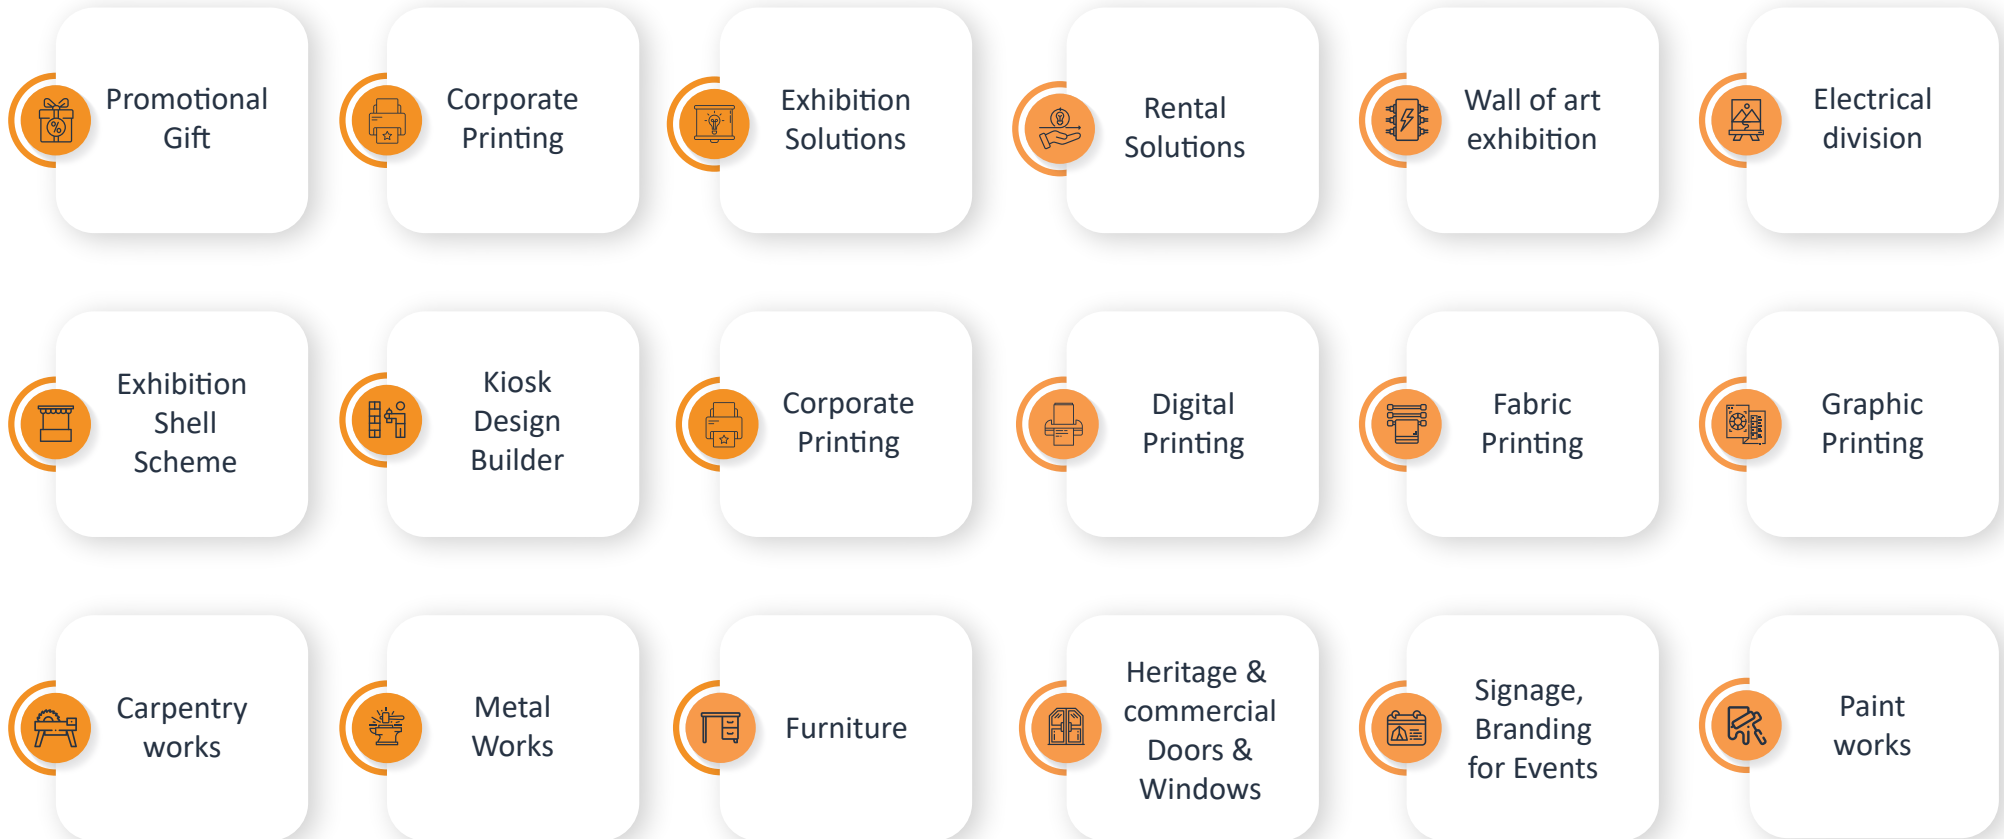 Promotional
Gift
Corporate
Printing
Exhibition
Solutions
Rental
Solutions
Wall of art
exhibition
Electrical
division
Exhibition
Shell
Scheme
Kiosk
Design
Builder
Corporate
Printing
Digital
Printing
Fabric
Printing
Graphic
Printing
Carpentry
works
Metal
Works
Furniture
Heritage &
commercial
Doors &
Windows
Signage,
Branding
for Events
Paint
works